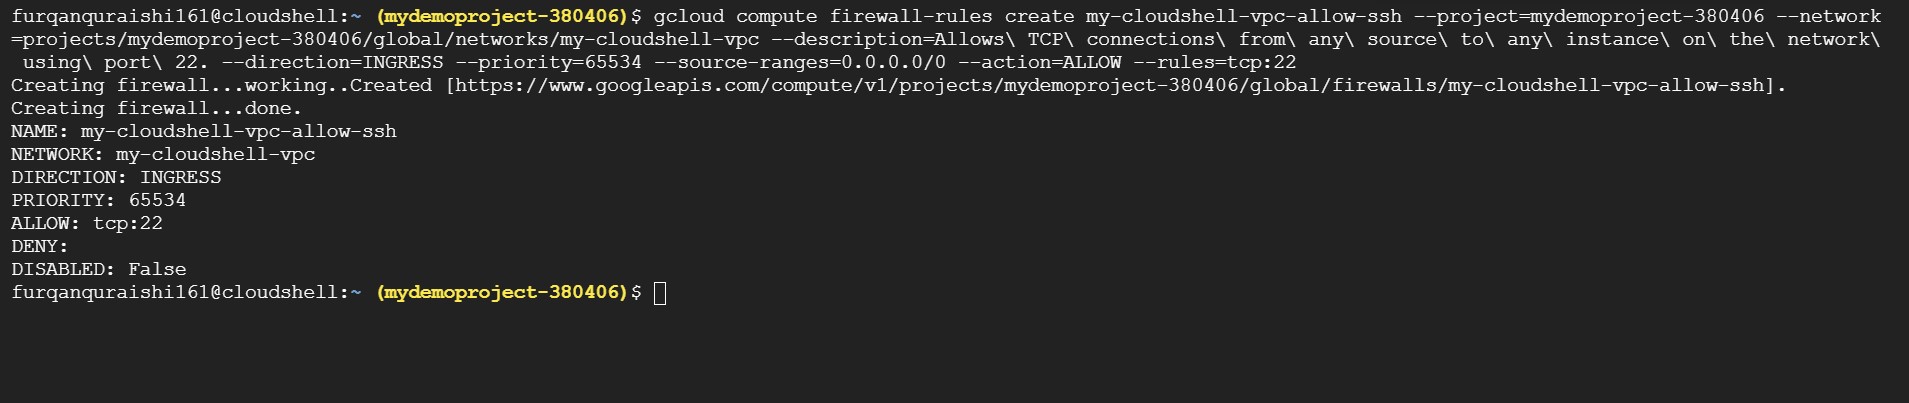 furqanquraishi161@cloudshell:~ (mydemoproject-380406)$ gcloud compute firewall-rules create my-cloudshell-vpc-allow-ssh --project=mydemoproject-380406 --network
=projects/mydemoproject-380406/global/networks/my-cloudshell-vpc --description=Allows\ TCP\ connections\ from\ any\ source\ to\ any\ instance\ on\ the\ network\
using\ port\ 22. --direction=INGRESS --priority=65534 --source-ranges=0.0.0.0/0 --action=ALLOW --rules=tcp:22
Creating firewall...working..Created [https://www.googleapis.com/compute/v1/projects/mydemoproject-380406/global/firewalls/my-cloudshell-vpc-allow-ssh].
Creating firewall...done.
NAME: my-cloudshell-vpc-allow-ssh
NETWORK: my-cloudshell-vpc
DIRECTION: INGRESS
PRIORITY: 65534
ALLOW: tcp:22
DENY:
DISABLED: False
furqanquraishi161@cloudshell:~ (mydemoproject-380406)$